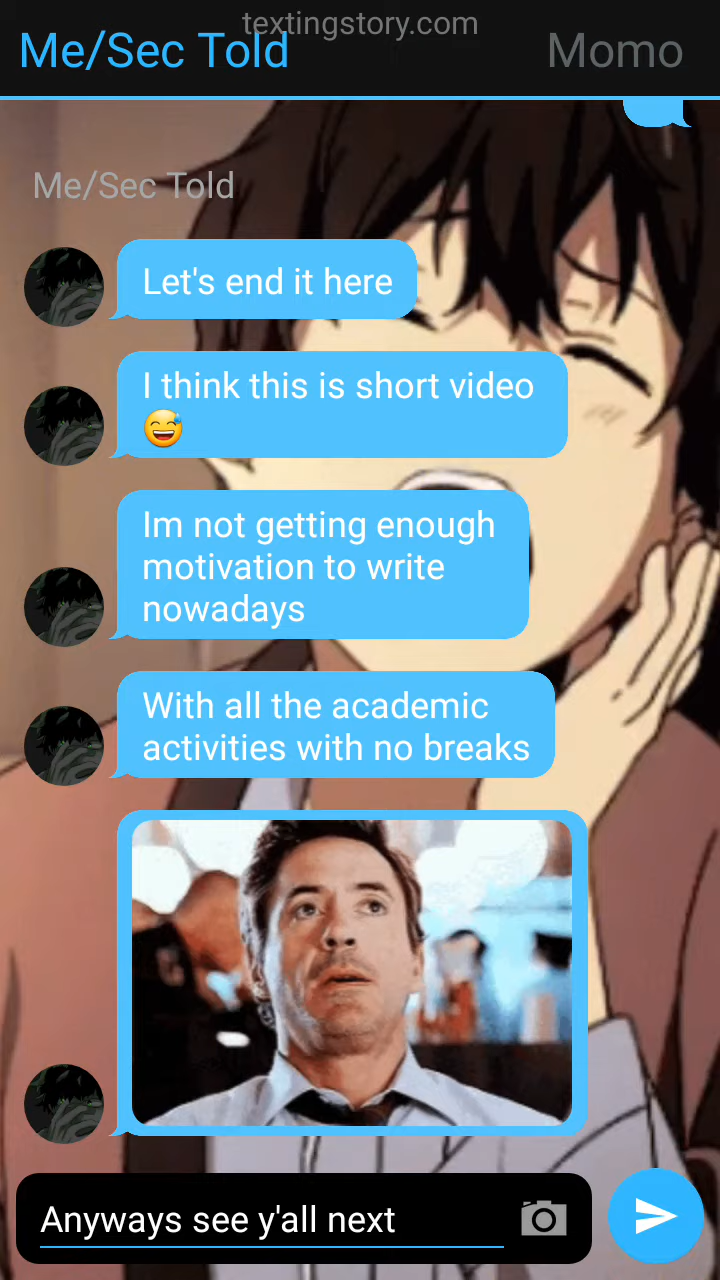 textingstory.com
Me/Sec Told
Momo
Me/Sec Told
Let's end it here
I think this is short video
😅
Im not getting enough
motivation to write
nowadays
With all the academic
activities with no breaks
Anyways see y'all next